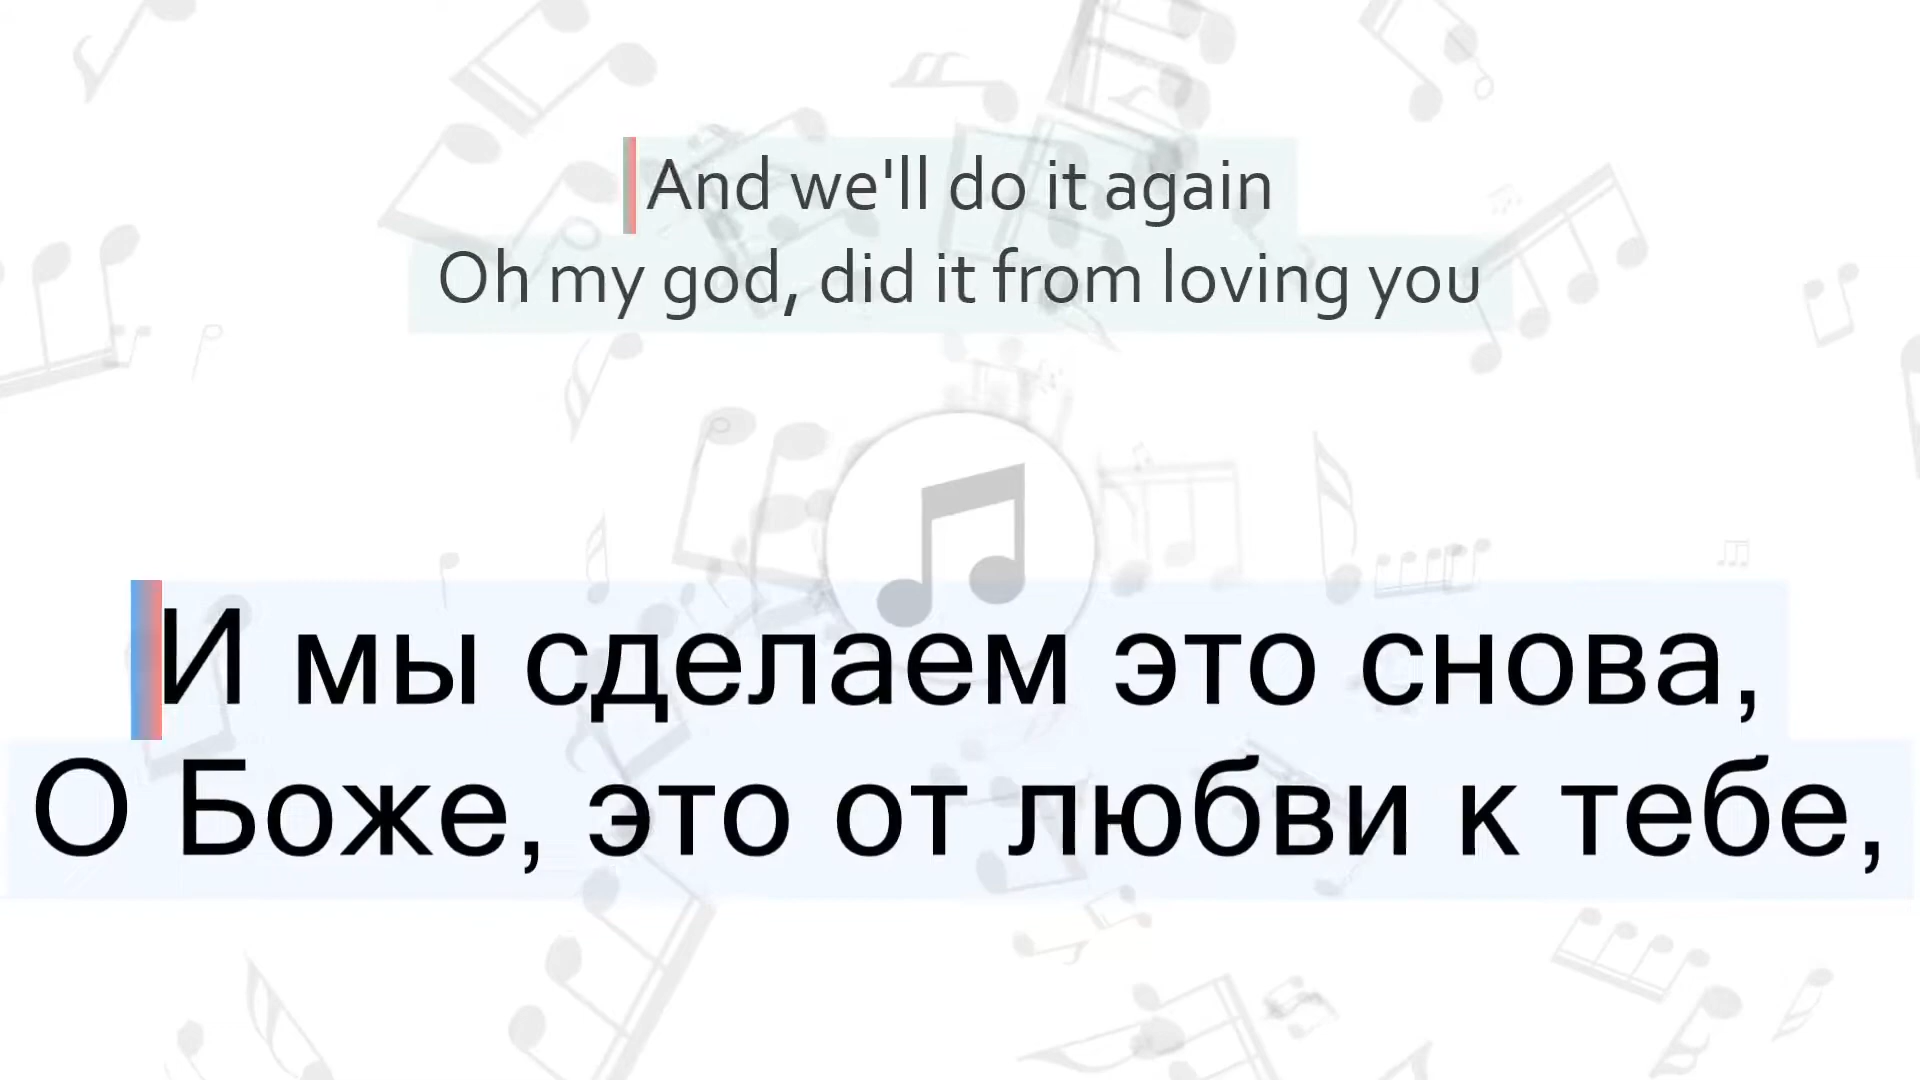 And we'll do it again
Oh my god, did it from loving you
И мы сделаем это снова,
О Боже, это от любви к тебе,